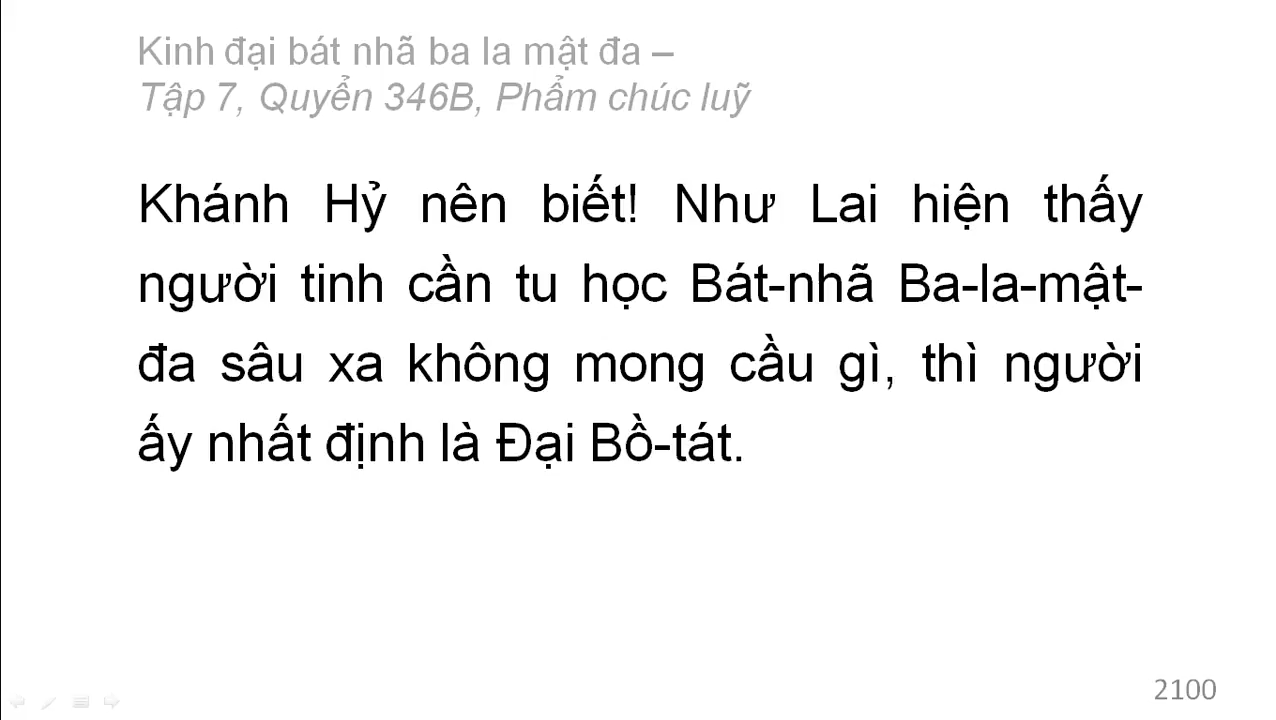 Kinh đại bát nhã ba la mật đa –
Tập 7, Quyển 346B, Phẩm chúc luỹ
Khánh Hỷ nên biết! Như Lai hiện thấy
người tinh cần tu học Bát-nhã Ba-la-mật-
đa sâu xa không mong cầu gì, thì người
ấy nhất định là Đại Bồ-tát.
2100